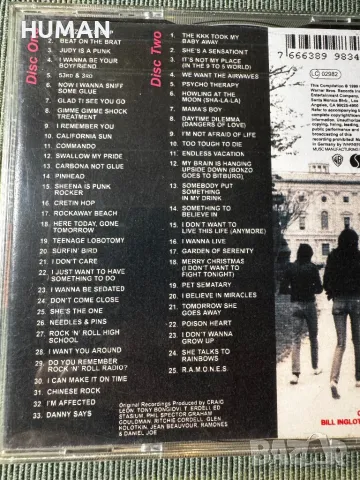 HUMAN
Disc One
2. BEAT ON THE BRAT
3. JUDY IS A PUNK
4. I WANNA BE YOUR
BOYFRIEND
5. 53RD & 3RD
6. NOW I WANNA SNIFF
SOME GLUE
7. GLAD TO SEE YOU GO
8. GIMME GIMME SHOCK
TREATMENT
9. I REMEMBER YOU
10. CALIFORNIA SUN
11. COMMANDO
12. SWALLOW MY PRIDE
13. CARBONA NOT GLUE
14. PINHEAD
15. SHEENA IS PUNK
ROCKER
16. CRETIN HOP
17. ROCKAWAY BEACH
18. HERE TODAY, GONE
TOMORROW
19. TEENAGE LOBOTOMY
20. SURFIN' BIRD
21. I DON'T CARE
22. I JUST WANT TO HAVE
SOMETHING TO DO
23. I WANNA BE SEDATED
24. DON'T COME CLOSE
25. SHE'S THE ONE
26. NEEDLES & PINS
27. ROCK 'N' ROLL HIGH
SCHOOL
28. I WANT YOU AROUND
29. DO YOU REMEMBER
ROCK 'N' ROLL RADIO?
30. I CAN MAKE IT ON TIME
31. CHINESE ROCK
32. I'M AFFECTED
33. DANNY SAYS
Disc Two
1. THE KKK TOOK MY
BABY AWAY
2. SHE'S A SENSATION
3. IT'S NOT MY PLACE
(IN THE 9 TO 5 WORLD)
4. WE WANT THE AIRWAVES
5. PSYCHO THERAPY
6. HOWLING AT THE
MOON (SHA-LA-LA)
7. MAMA'S BOY
8. DAYTIME DILEMMA
(DANGERS OF LOVE)
9. I'M NOT AFRAID OF LIFE
10. TOO TOUGH TO DIE
11. ENDLESS VACATION
12. MY BRAIN IS HANGING
UPSIDE DOWN (BONZO
GOES TO BITBURG)
13. SOMEBODY PUT
SOMETHING IN
MY DRINK
14. SOMETHING TO
BELIEVE IN
15. I DON'T WANT TO
LIVE THIS LIFE (ANYMORE)
16. I WANNA LIVE
17. GARDEN OF SERENITY
18. MERRY CHRISTMAS
(I DON'T WANT TO
FIGHT TONIGHT)
19. PET SEMATARY
20. I BELIEVE IN MIRACLES
21. TOMORROW SHE
GOES AWAY
22. POISON HEART
23. I DON'T WANNA
GROW UP
24. SHE TALKS TO
RAINBOWS
25. R.A.M.O.N.E.S.
Original Recordings Produced by CRAIG
LEON, TONY BONGIOVI, T. ERDELYI, ED
STASIUM, PHIL SPECTOR, GRAHAM
GOULDMAN, RITCHIE CORDELL, GLEN
KOLOTKIN, JEAN BEAUVOIR, RAMONES
& DANIEL
7 666389 9834
LC 02982
BILL INGLOT